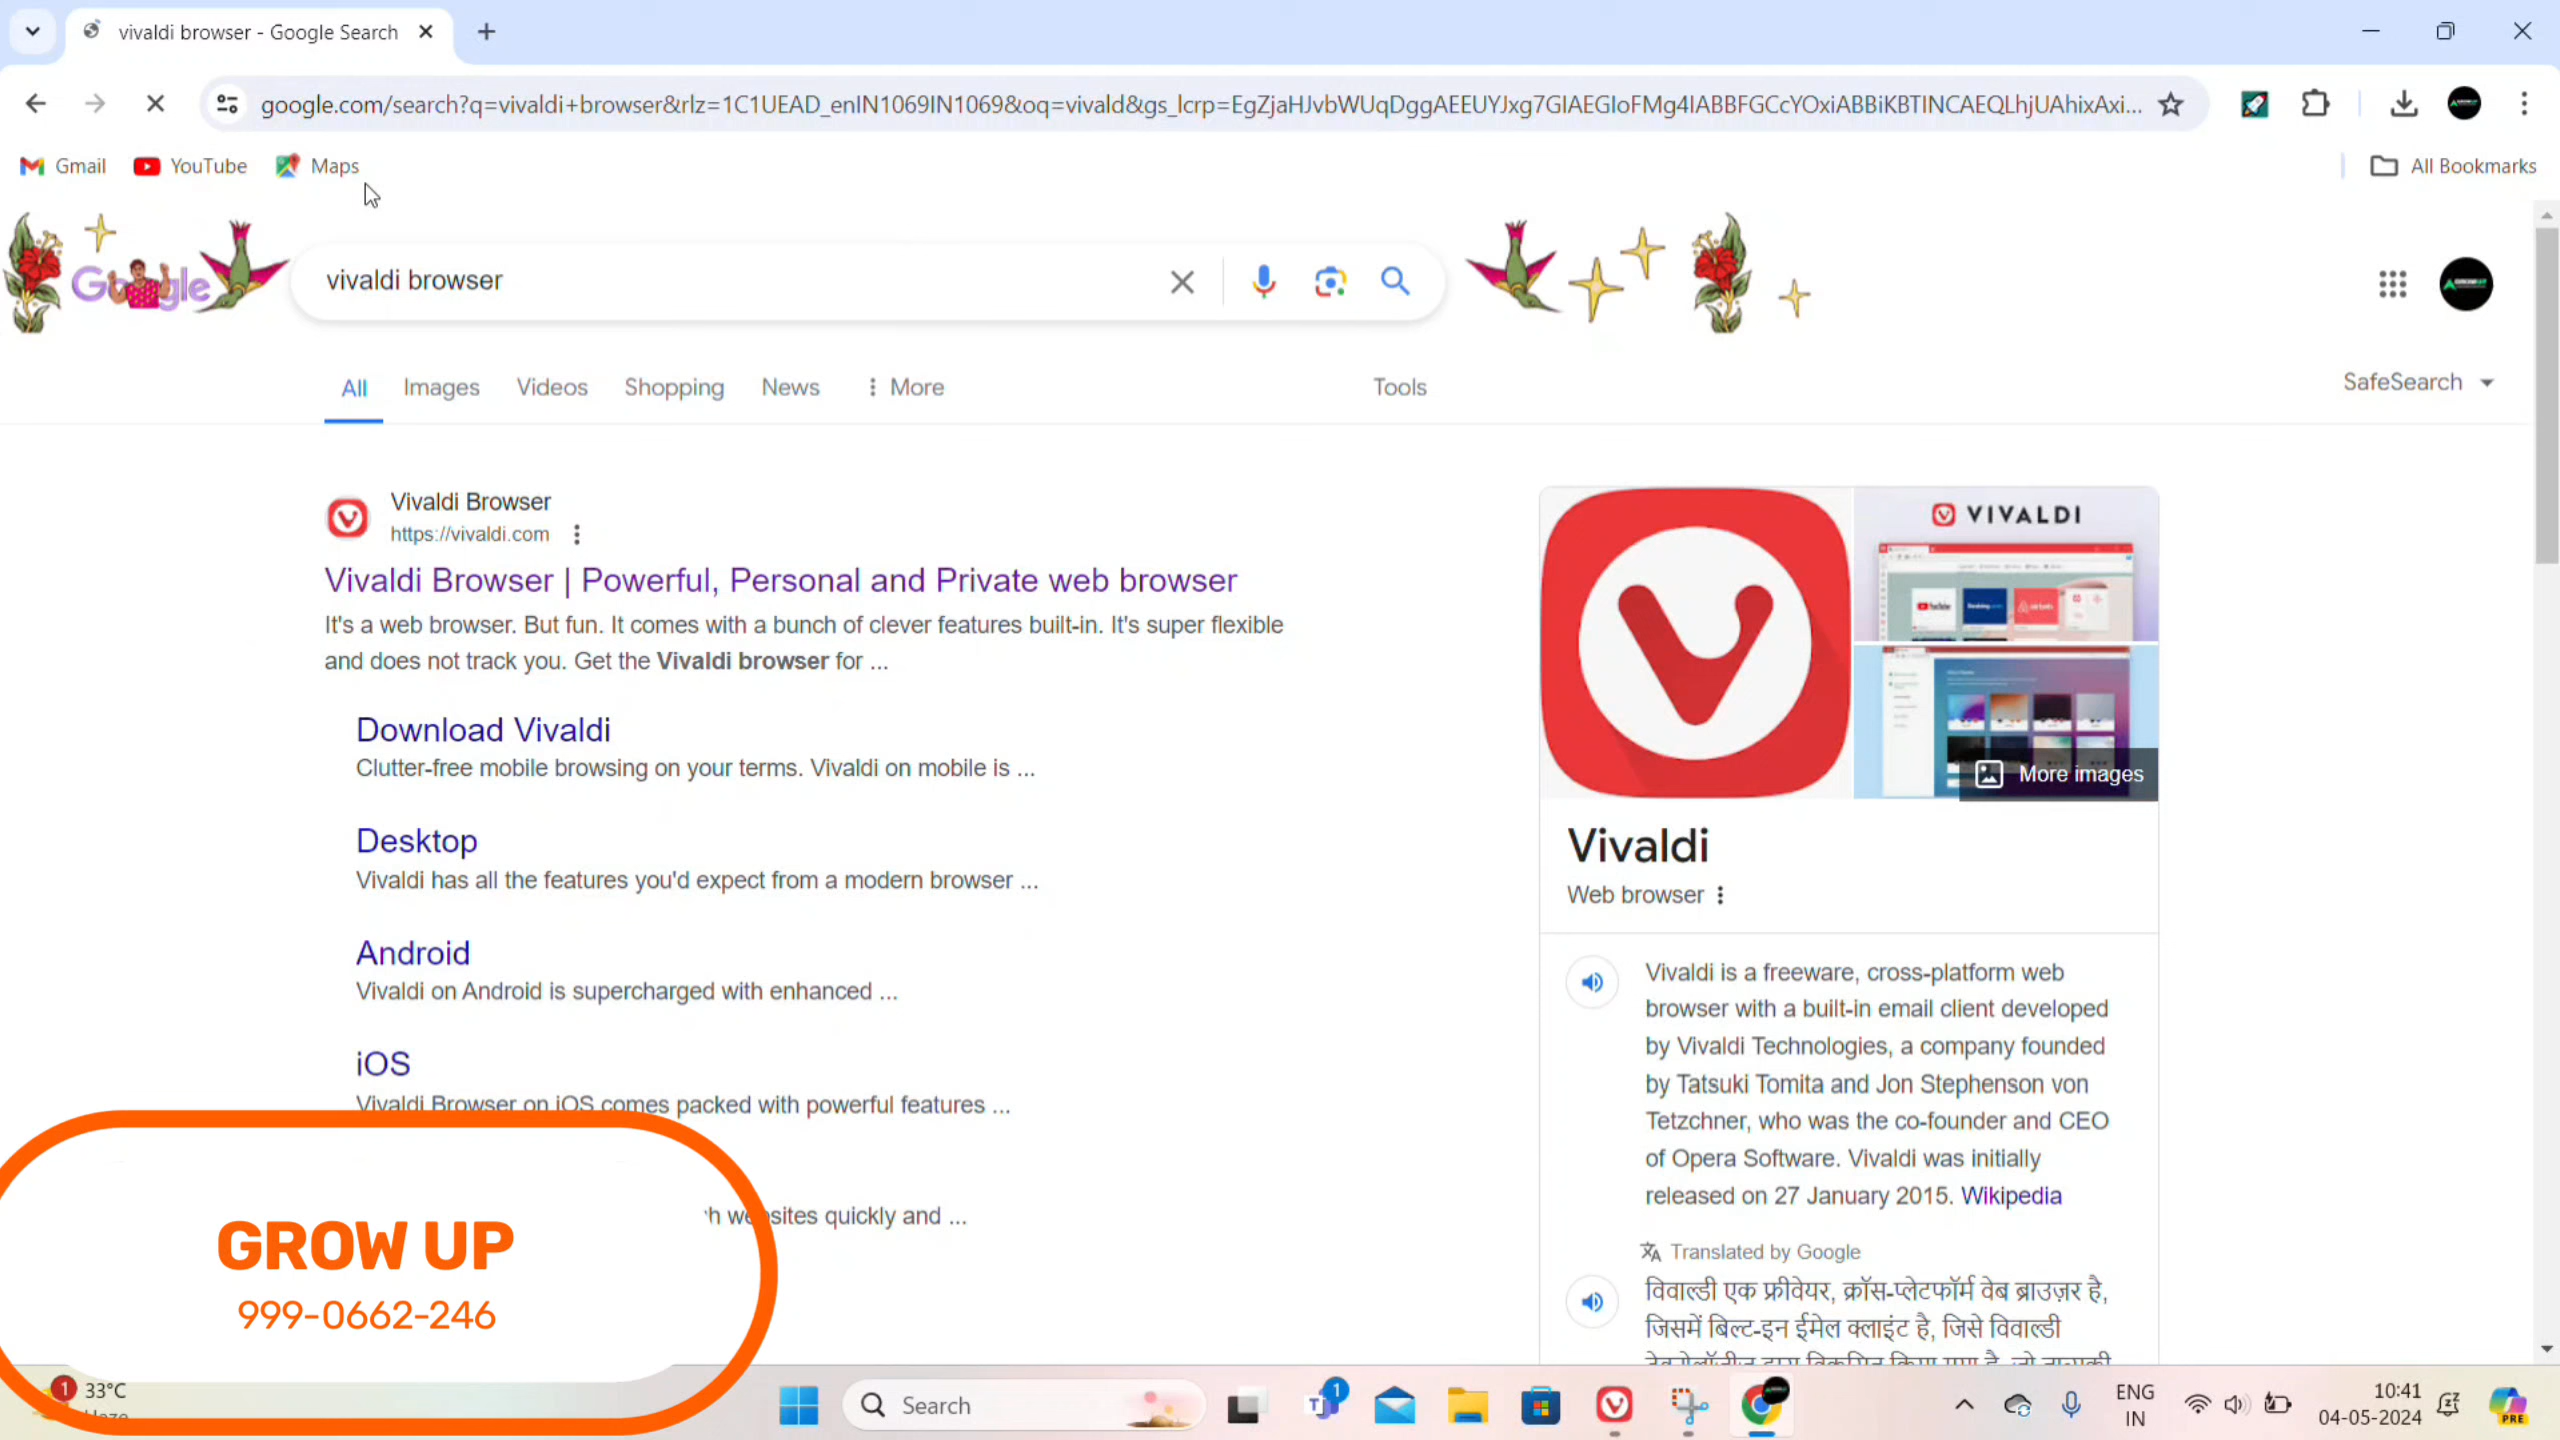 vivaldi browser - Google Search
google.com/search?q=vivaldi+browser&rlz=1C1UEAD_enIN1069IN1069&oq=vivald&gs_lcrp=EgZjaHJvbWUqDggAEEUYJxg7GIAEGIoFMg4IABBFGCcYOxiABBiKBTINCAEQLhjUAhixAxi...
Gmail
YouTube
Maps
All Bookmarks
Google
vivaldi browser
All
Images
Videos
Shopping
News
More
Tools
SafeSearch
Vivaldi Browser
https://vivaldi.com
Vivaldi Browser | Powerful, Personal and Private web browser
It's a web browser. But fun. It comes with a bunch of clever features built-in. It's super flexible
and does not track you. Get the Vivaldi browser for ...
Download Vivaldi
Clutter-free mobile browsing on your terms. Vivaldi on mobile is ...
Desktop
Vivaldi has all the features you'd expect from a modern browser ...
Android
Vivaldi on Android is supercharged with enhanced ...
iOS
Vivaldi Browser on iOS comes packed with powerful features ...
websites quickly and ...
VIVALDI
YouTube
More images
Vivaldi
Web browser
Vivaldi is a freeware, cross-platform web
browser with a built-in email client developed
by Vivaldi Technologies, a company founded
by Tatsuki Tomita and Jon Stephenson von
Tetzchner, who was the co-founder and CEO
of Opera Software. Vivaldi was initially
released on 27 January 2015. Wikipedia
Translated by Google
विवाल्डी एक फ्रीवेयर, क्रॉस-प्लेटफॉर्म वेब ब्राउज़र है,
जिसमें बिल्ट-इन ईमेल क्लाइंट है, जिसे विवाल्डी
GROW UP
999-0662-246
1
33°C
Haze
Search
1
ENG
IN
10:41
04-05-2024
PRE